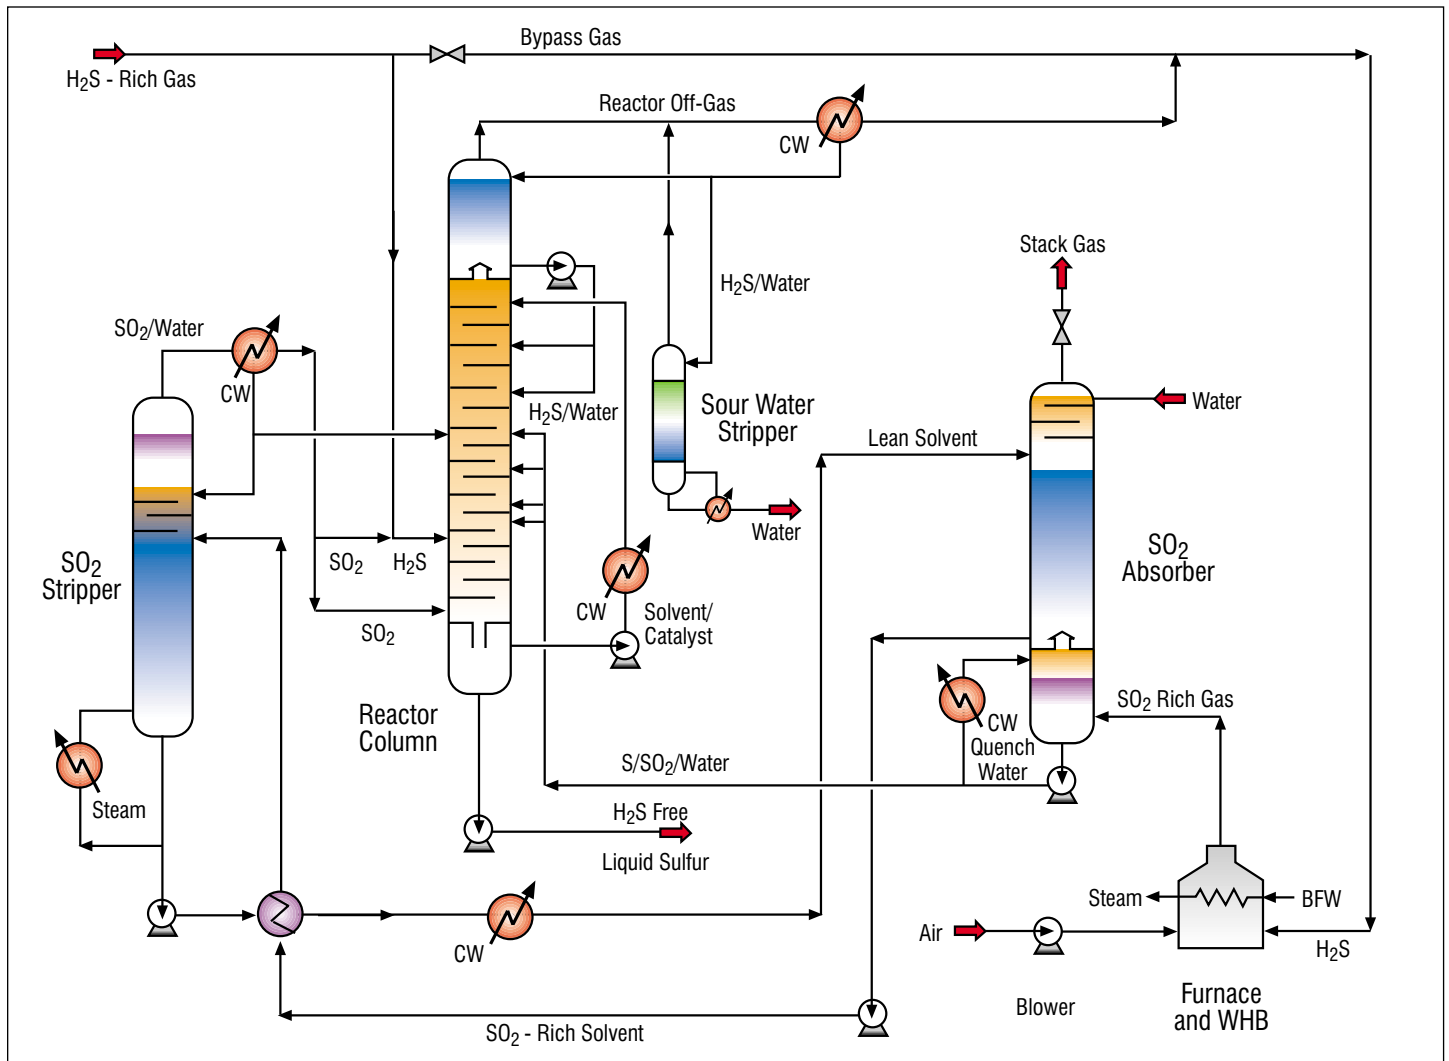 Bypass Gas
H₂S - Rich Gas
Reactor Off-Gas
CW
Stack Gas
H₂S/Water
SO₂/Water
CW
H₂S/Water
Sour Water
Stripper
Water
Lean Solvent
Water
SO₂
Stripper
SO₂
H₂S
SO₂
Absorber
CW
Solvent/
Catalyst
SO₂
SO₂ Rich Gas
Reactor
Column
CW
Quench
Water
S/SO₂/Water
Steam
H₂S Free
Liquid Sulfur
Steam
BFW
Air
CW
H₂S
Blower
Furnace
and WHB
SO₂ - Rich Solvent